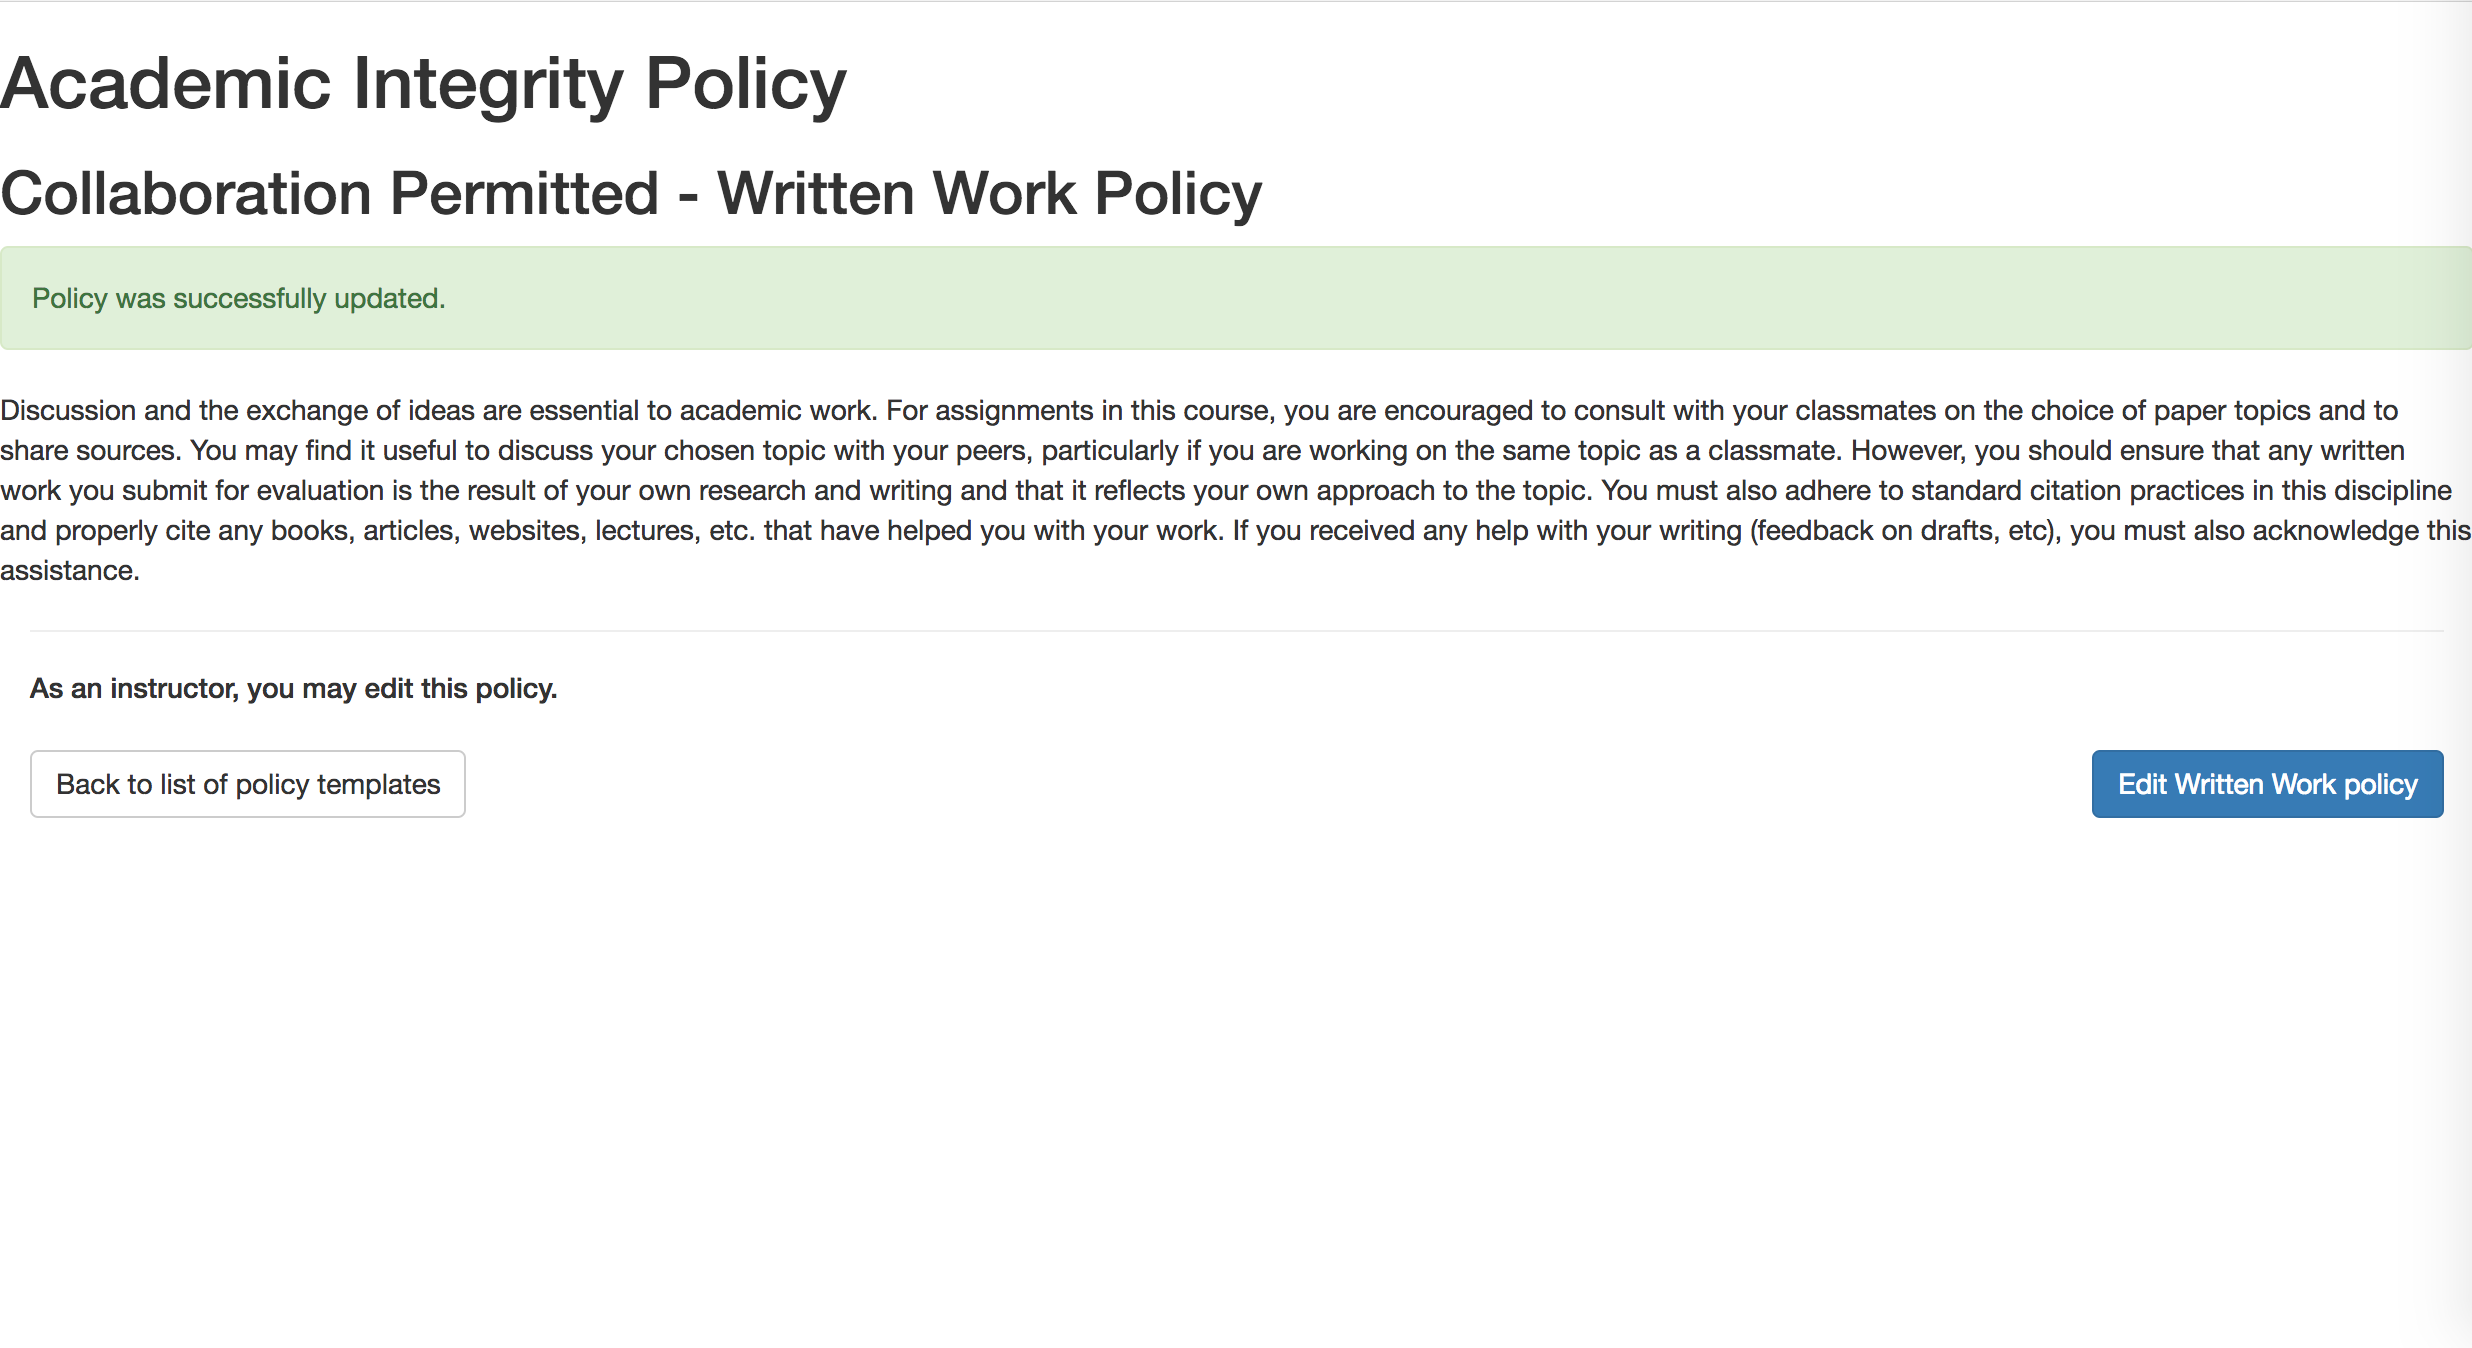 Academic Integrity Policy
Collaboration Permitted - Written Work Policy
Policy was successfully updated.
Discussion and the exchange of ideas are essential to academic work. For assignments in this course, you are encouraged to consult with your classmates on the choice of paper topics and to
share sources. You may find it useful to discuss your chosen topic with your peers, particularly if you are working on the same topic as a classmate. However, you should ensure that any written
work you submit for evaluation is the result of your own research and writing and that it reflects your own approach to the topic. You must also adhere to standard citation practices in this discipline
and properly cite any books, articles, websites, lectures, etc. that have helped you with your work. If you received any help with your writing (feedback on drafts, etc), you must also acknowledge this
assistance.
As an instructor, you may edit this policy.
Back to list of policy templates
Edit Written Work policy